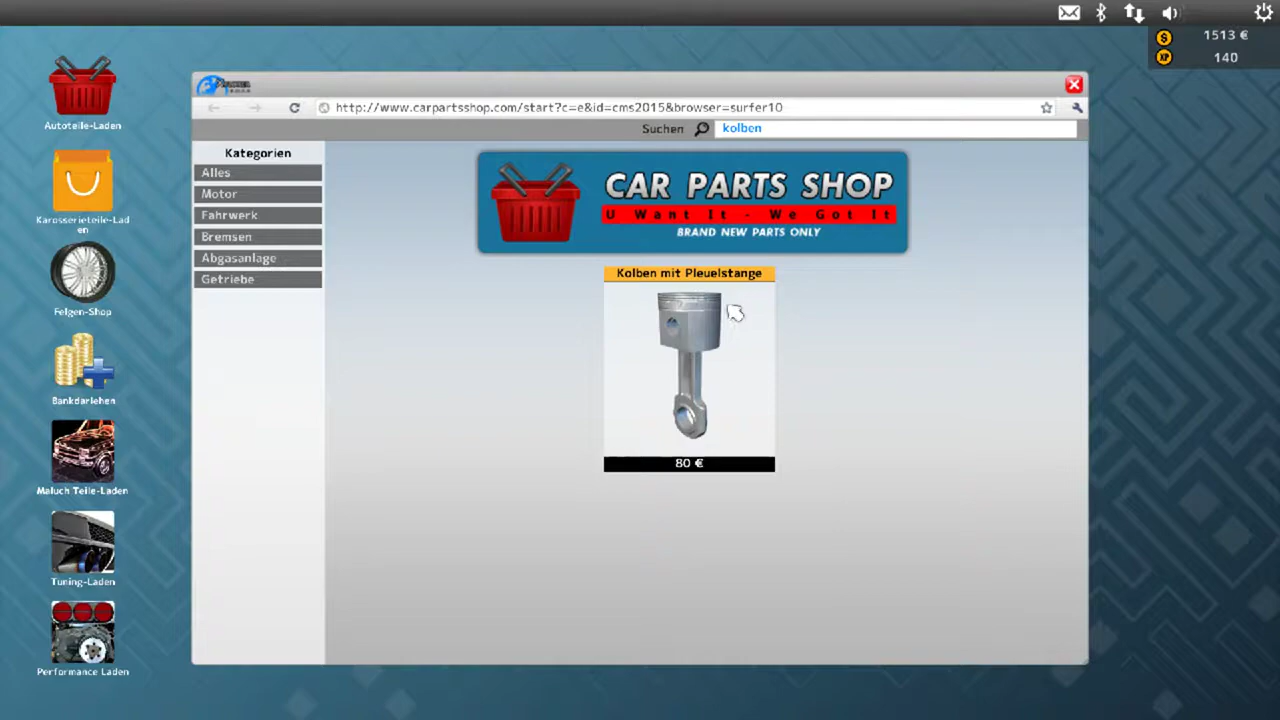 1513 €
140
Autoteile-Laden
Karosserieteile-Lad
en
Felgen-Shop
Bankdarlehen
Maluch Teile-Laden
Tuning-Laden
Performance Laden
http://www.carpartsshop.com/start?c=e&id=cms2015&browser=surfer10
Suchen kolben
Kategorien
Alles
Motor
Fahrwerk
Bremsen
Abgasanlage
Getriebe
CAR PARTS SHOP
U Want It - We Got It
BRAND NEW PARTS ONLY
Kolben mit Pleuelstange
80 €